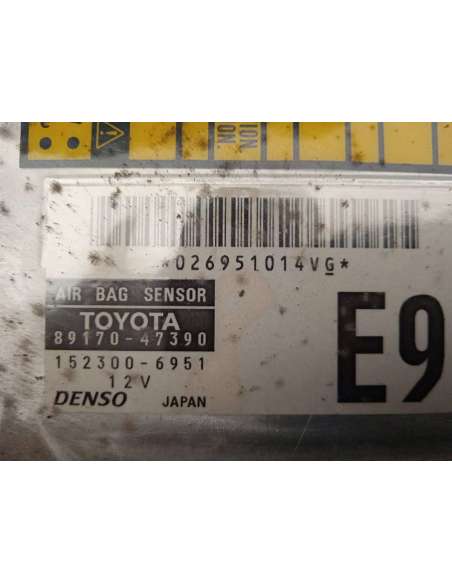 026951014VG*
AIR BAG SENSOR
TOYOTA
89170-47390
152300-6951
12V
DENSO JAPAN
E9